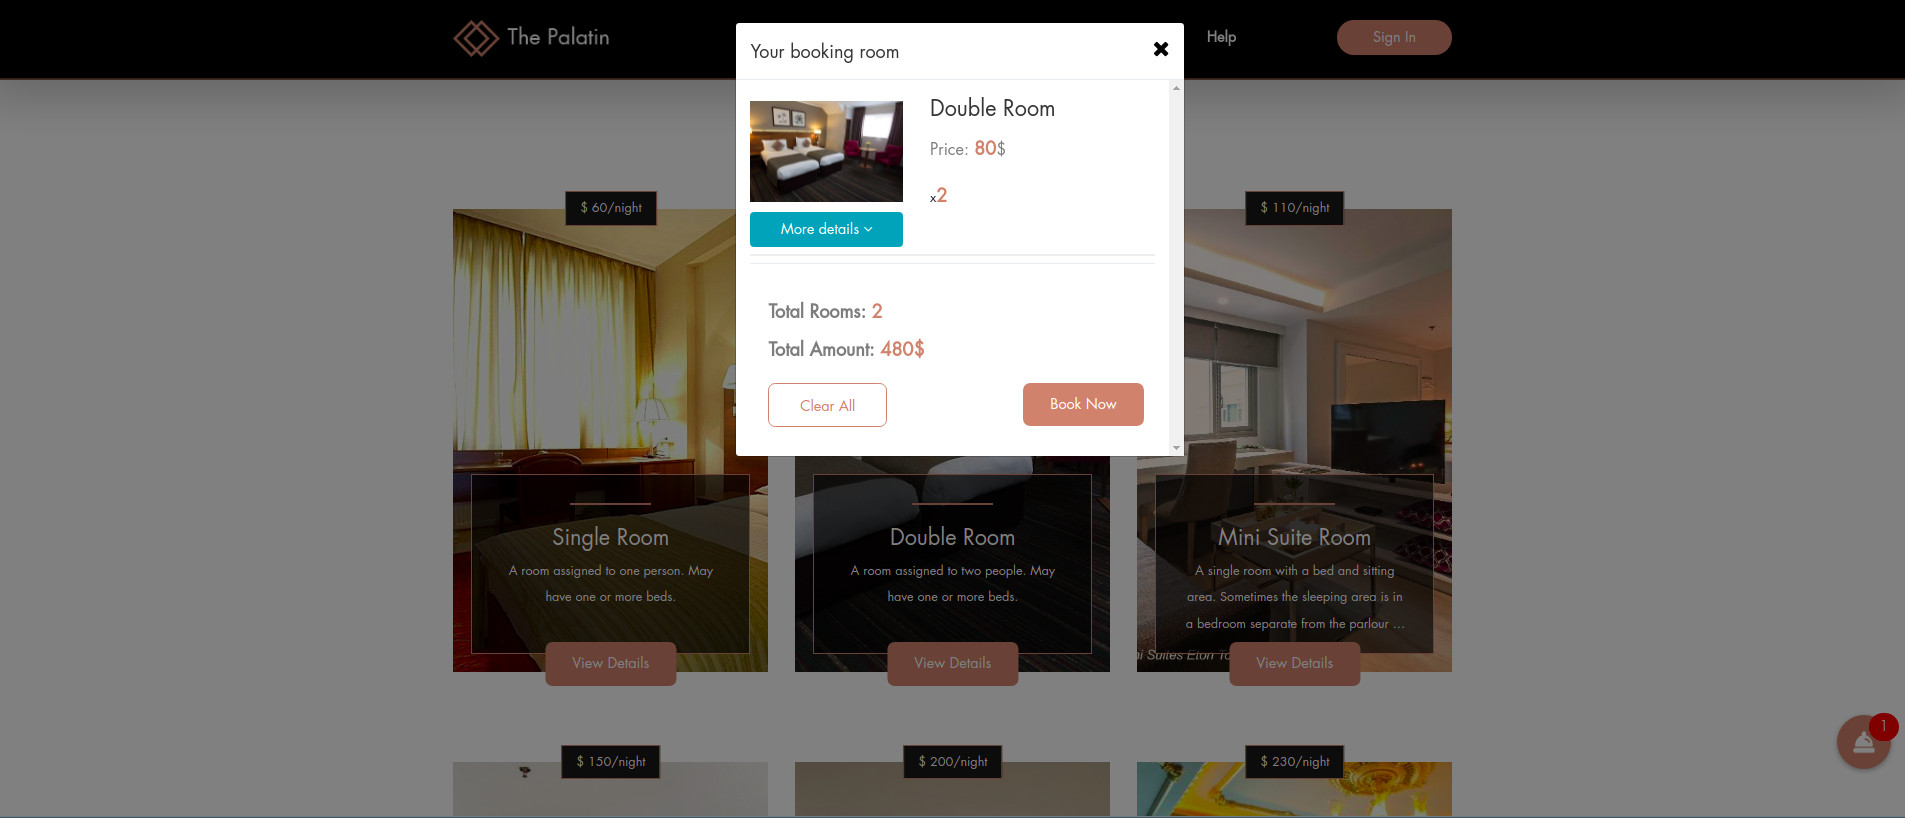 The Palatin
Help
Sign In
Your booking room
Double Room
Price: 80$
x2
More details
Total Rooms: 2
Total Amount: 480$
Clear All
Book Now
$ 60/night
$ 110/night
Single Room
A room assigned to one person. May
have one or more beds.
View Details
Double Room
A room assigned to two people. May
have one or more beds.
View Details
Mini Suite Room
A single room with a bed and sitting
area. Sometimes the sleeping area is in
a bedroom separate from the parlour ...
Suites Eton
View Details
1
$ 150/night
$ 200/night
$ 230/night